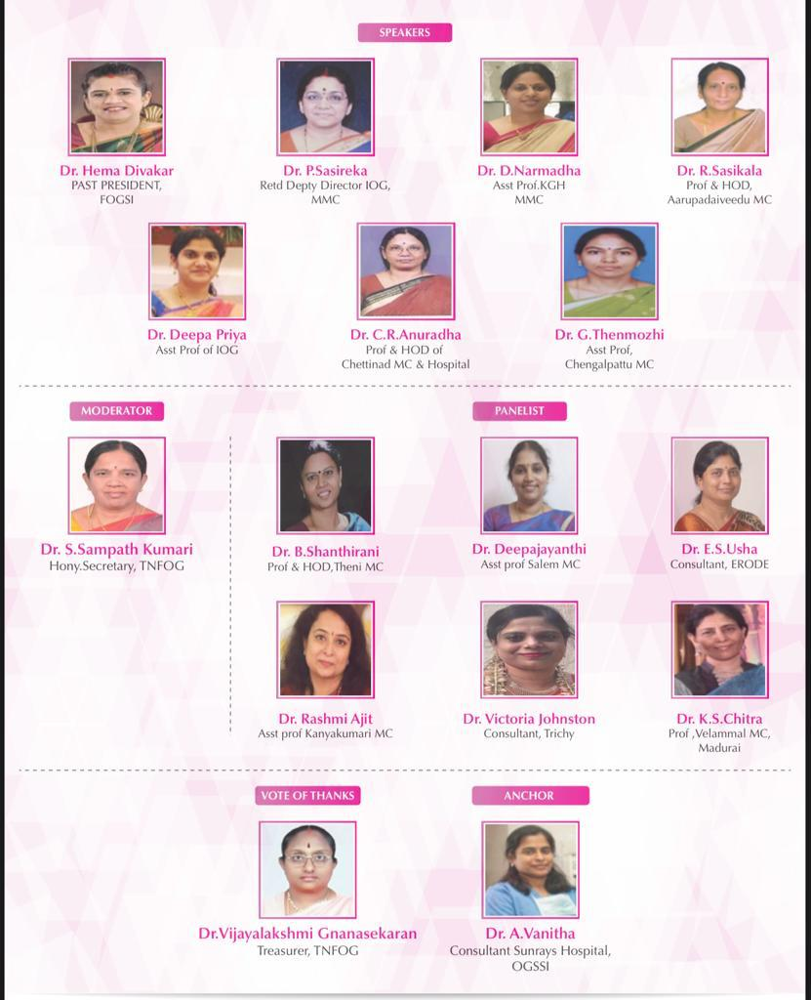 SPEAKERS
Dr. Hema Divakar
PAST PRESIDENT,
FOGSI
Dr. P.Sasireka
Retd Depty Director IOG,
MMC
Dr. D.Narmadha
Asst Prof.KGH
MMC
Dr. R.Sasikala
Prof & HOD,
Aarupadaiveedu MC
Dr. Deepa Priya
Asst Prof of IOG
Dr. C.R.Anuradha
Prof & HOD of
Chettinad MC & Hospital
Dr. G.Thenmozhi
Asst Prof,
Chengalpattu MC
MODERATOR
Dr. S.Sampath Kumari
Hony.Secretary, TNFOG
PANELIST
Dr. B.Shanthirani
Prof & HOD,Theni MC
Dr. Deepajayanthi
Asst prof Salem MC
Dr. E.S.Usha
Consultant, ERODE
Dr. Rashmi Ajit
Asst prof Kanyakumari MC
Dr. Victoria Johnston
Consultant, Trichy
Dr. K.S.Chitra
Prof ,Velammal MC,
Madurai
VOTE OF THANKS
Dr.Vijayalakshmi Gnanasekaran
Treasurer, TNFOG
ANCHOR
Dr. A.Vanitha
Consultant Sunrays Hospital,
OGSSI